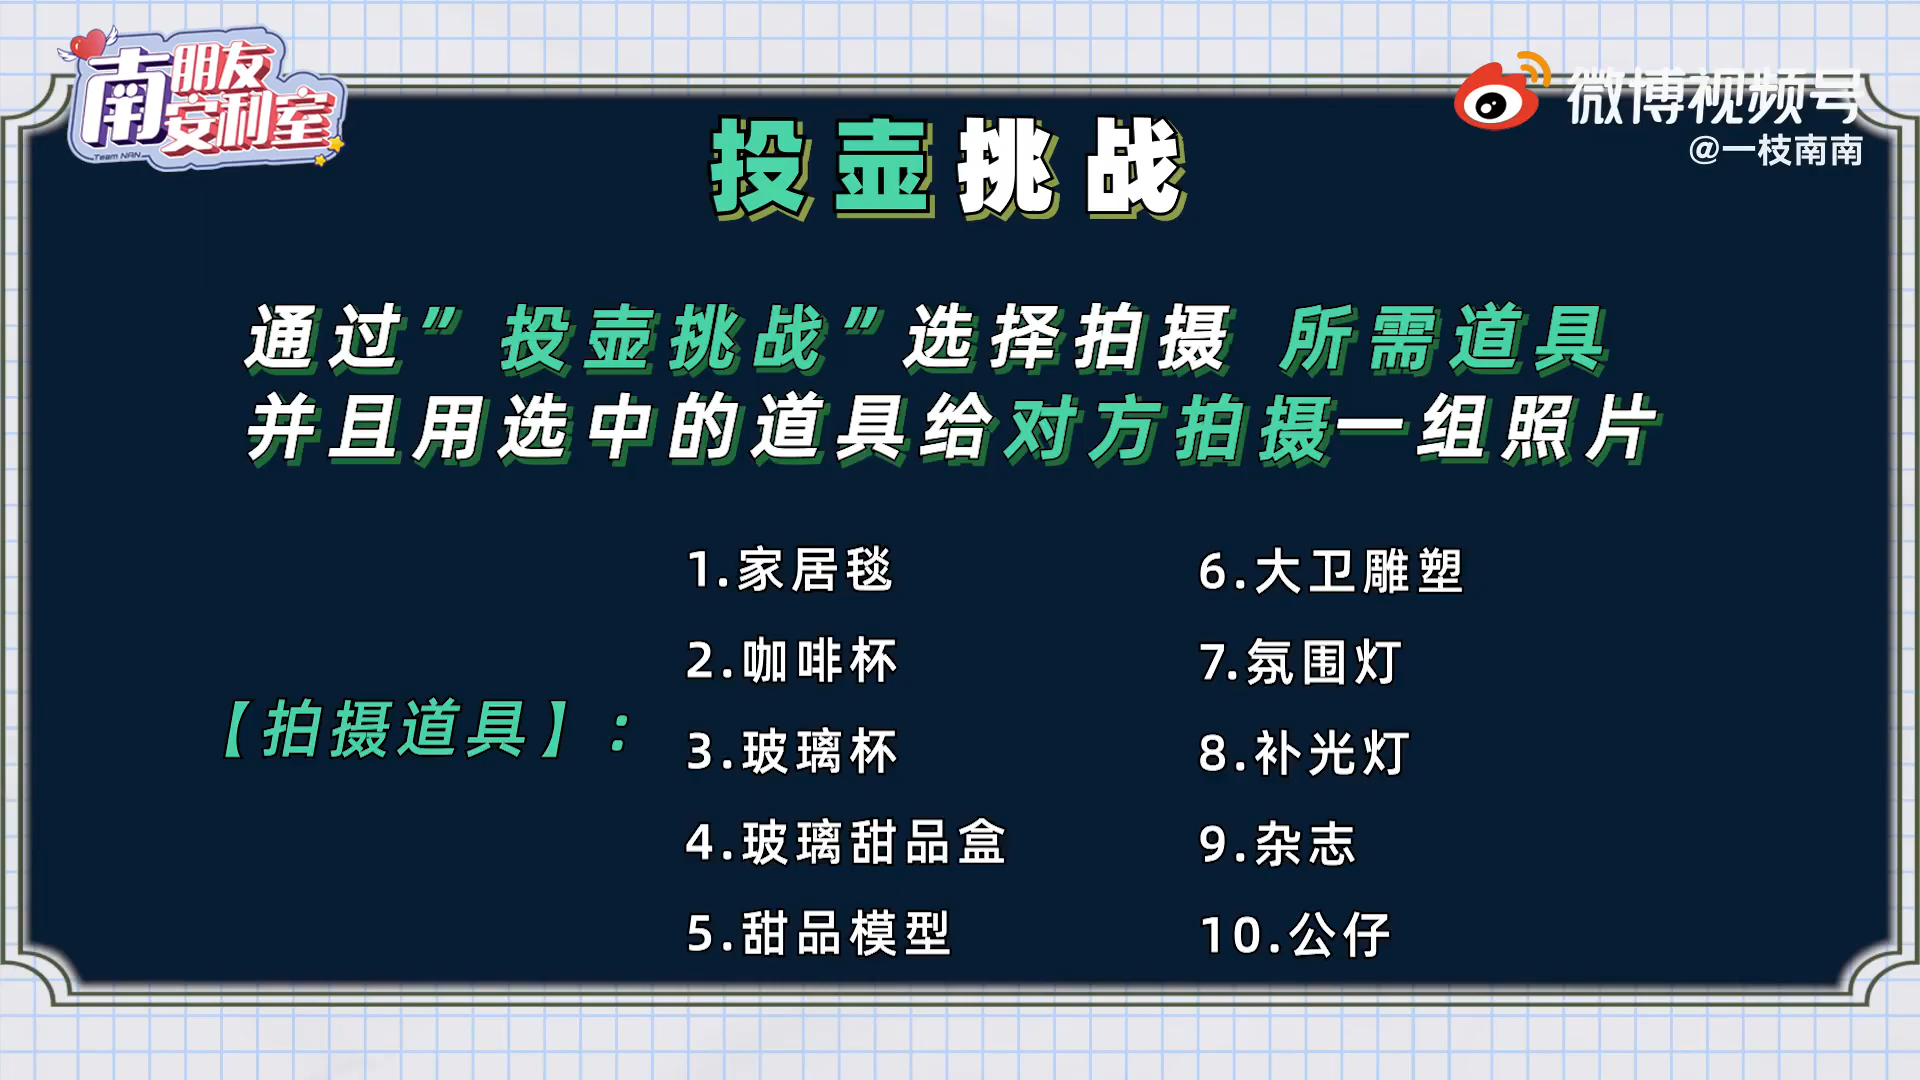 南朋友
安利室
Team NAN
微博视频号
@一枝南南
投壶挑战
通过”投壶挑战”选择拍摄 所需道具
并且用选中的道具给对方拍摄一组照片
【拍摄道具】：
1.家居毯
2.咖啡杯
3.玻璃杯
4.玻璃甜品盒
5.甜品模型
6.大卫雕塑
7.氛围灯
8.补光灯
9.杂志
10.公仔